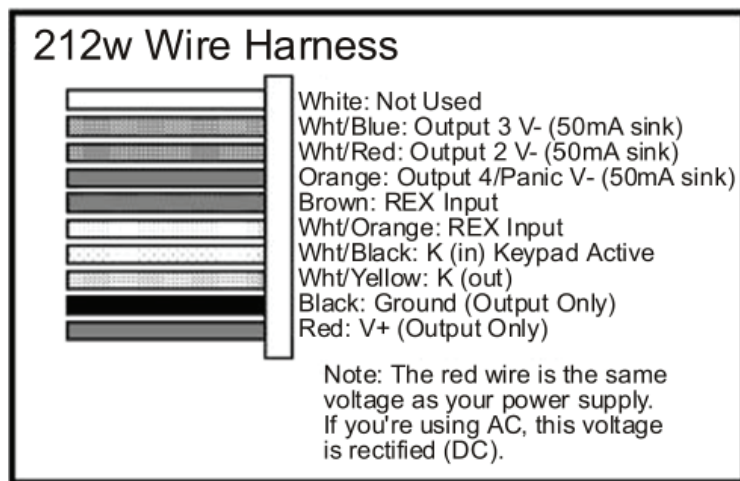 212w Wire Harness
White: Not Used
Wht/Blue: Output 3 V- (50mA sink)
Wht/Red: Output 2 V- (50mA sink)
Orange: Output 4/Panic V- (50mA sink)
Brown: REX Input
Wht/Orange: REX Input
Wht/Black: K (in) Keypad Active
Wht/Yellow: K (out)
Black: Ground (Output Only)
Red: V+ (Output Only)
Note: The red wire is the same
voltage as your power supply.
If you're using AC, this voltage
is rectified (DC).